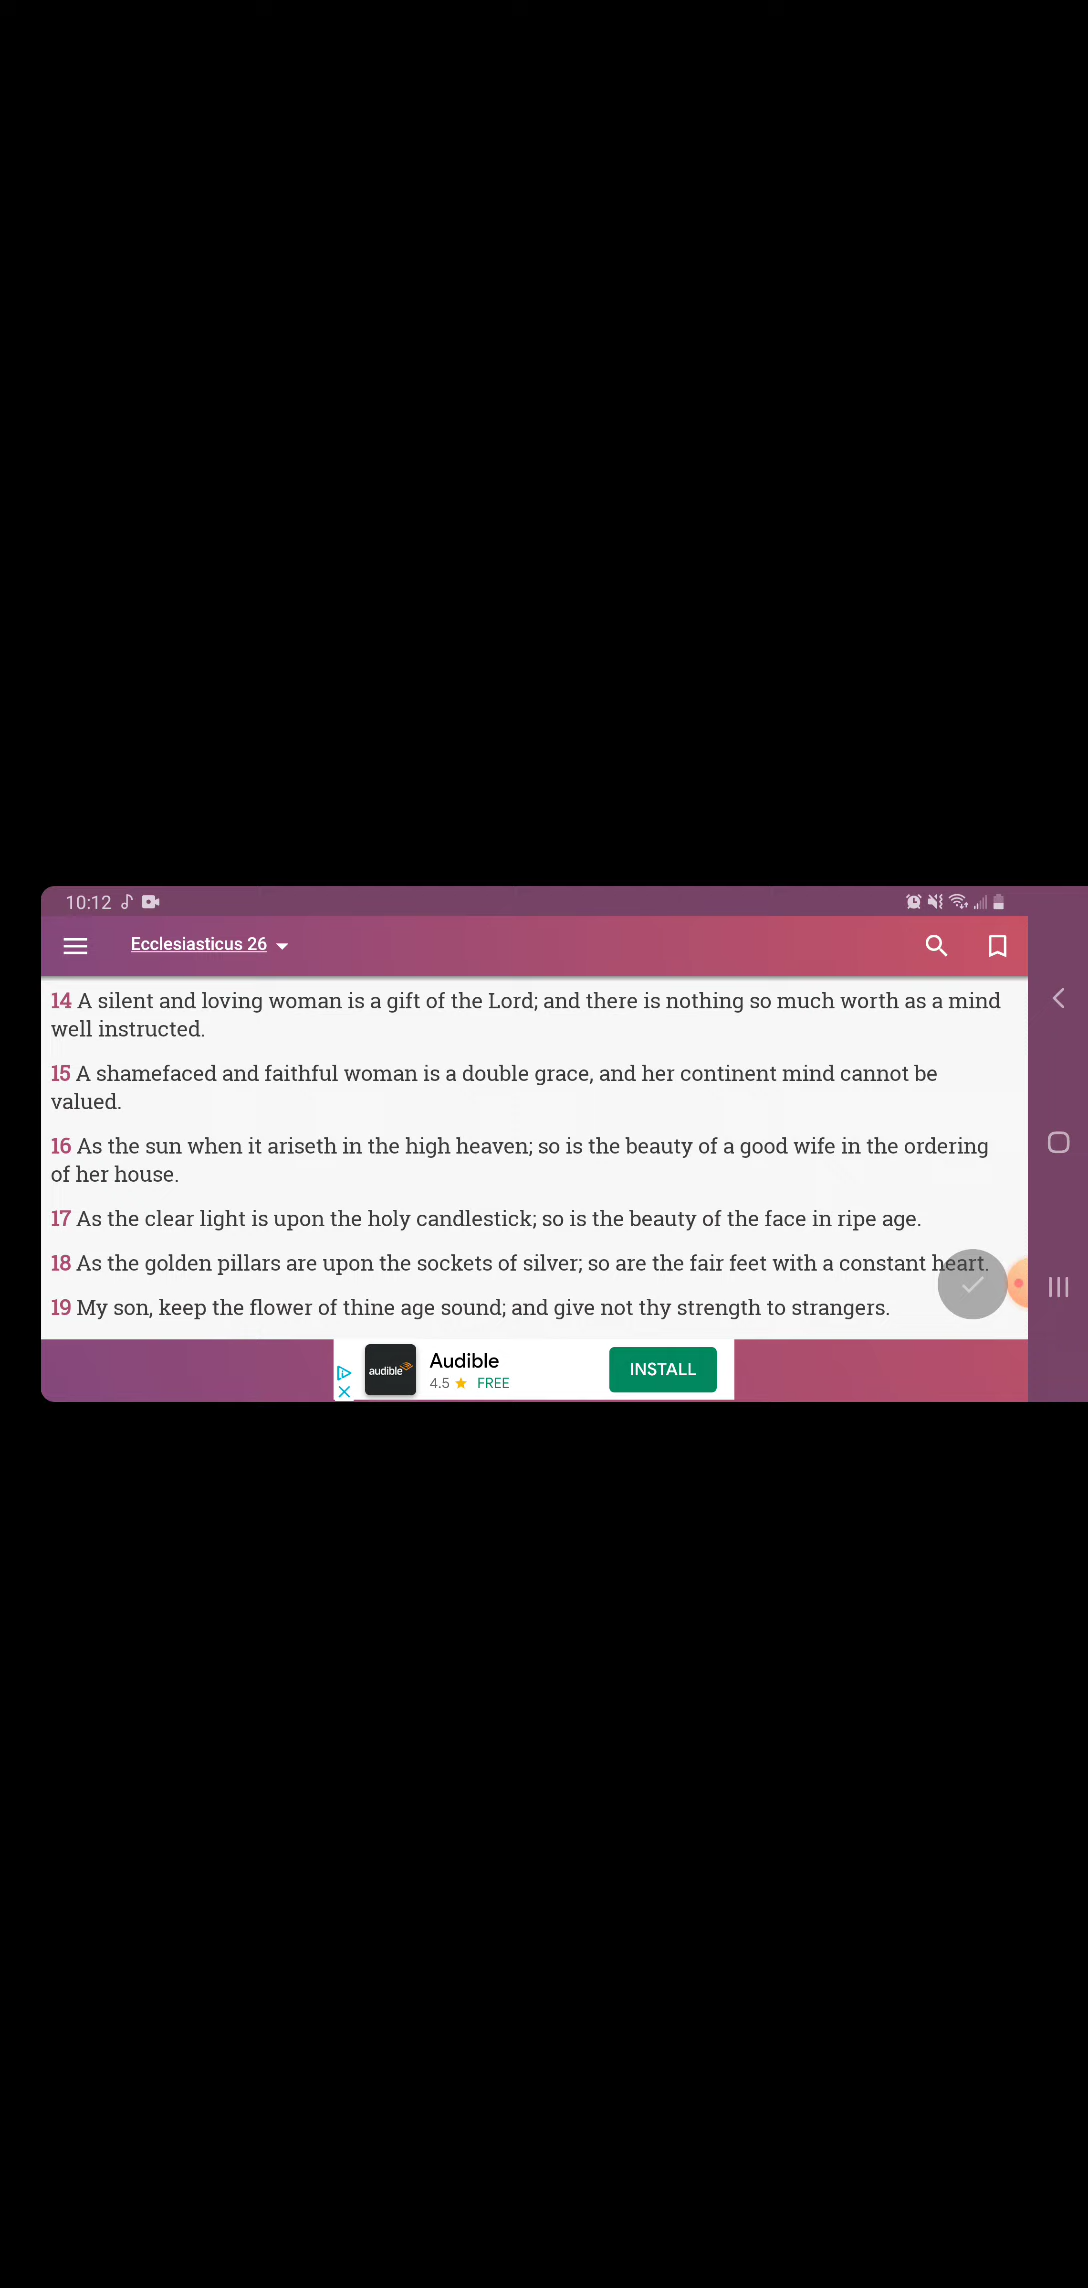 10:12
Ecclesiasticus 26
14 A silent and loving woman is a gift of the Lord; and there is nothing so much worth as a mind
well instructed.
15 A shamefaced and faithful woman is a double grace, and her continent mind cannot be
valued.
16 As the sun when it ariseth in the high heaven; so is the beauty of a good wife in the ordering
of her house.
17 As the clear light is upon the holy candlestick; so is the beauty of the face in ripe age.
18 As the golden pillars are upon the sockets of silver; so are the fair feet with a constant heart.
19 My son, keep the flower of thine age sound; and give not thy strength to strangers.
audible
Audible
4.5 ★ FREE
INSTALL